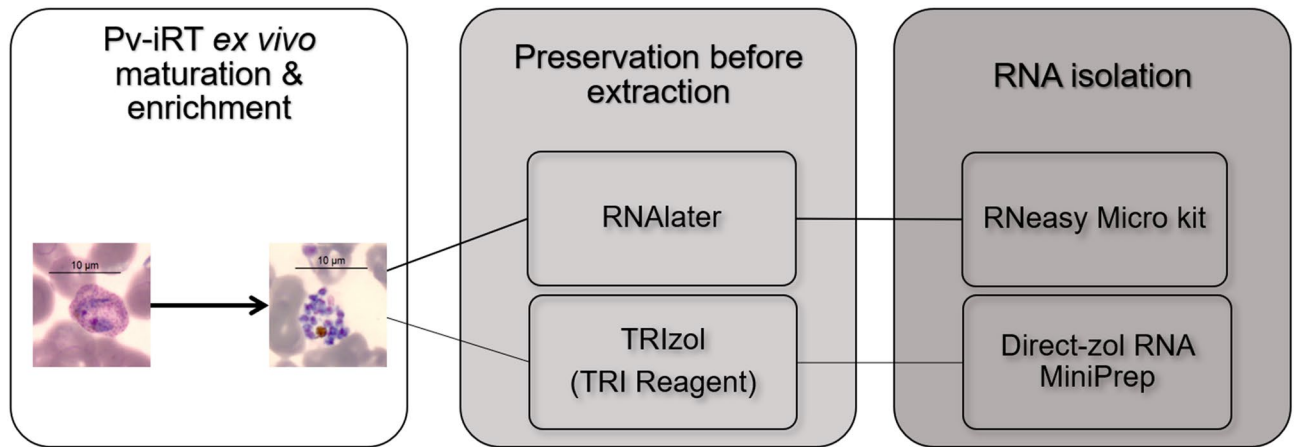 Pv-iRT ex vivo
maturation &
enrichment
10 µm
10 µm
Preservation before
extraction
RNAlater
TRIzol
(TRI Reagent)
RNA isolation
RNeasy Micro kit
Direct-zol RNA
MiniPrep